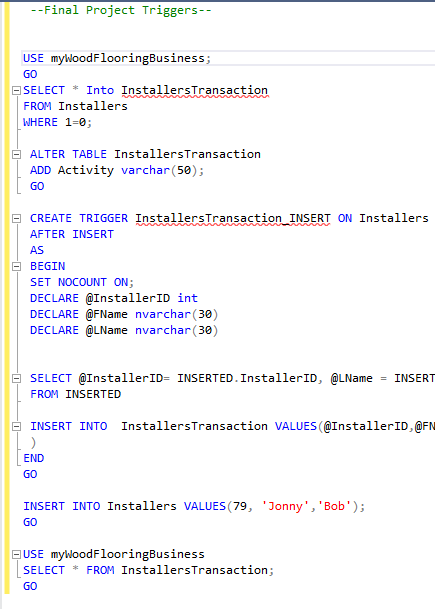 --Final Project Triggers--
USE myWoodFlooringBusiness;
GO
SELECT * Into InstallersTransaction
FROM Installers
WHERE 1=0;
ALTER TABLE InstallersTransaction
ADD Activity varchar(50);
GO
CREATE TRIGGER InstallersTransaction_INSERT ON Installers
AFTER INSERT
AS
BEGIN
SET NOCOUNT ON;
DECLARE @InstallerID int
DECLARE @FName nvarchar(30)
DECLARE @LName nvarchar(30)
SELECT @InstallerID= INSERTED.InstallerID, @LName = INSERT
FROM INSERTED
INSERT INTO  InstallersTransaction VALUES(@InstallerID,@FN
)
END
GO
INSERT INTO Installers VALUES(79, 'Jonny','Bob');
GO
USE myWoodFlooringBusiness
SELECT * FROM InstallersTransaction;
GO